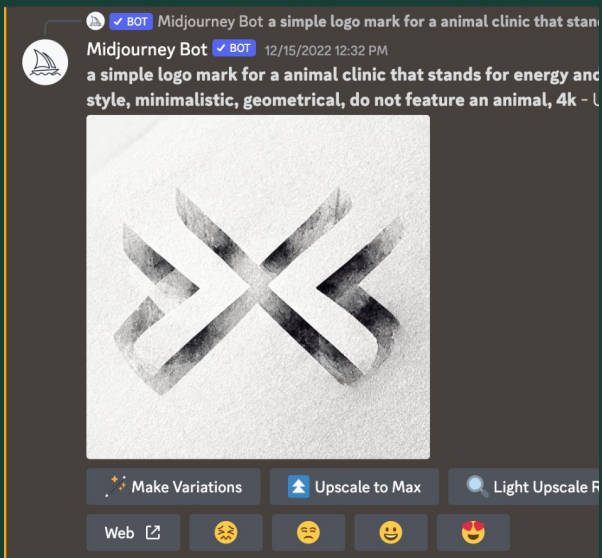 ✓ BOT Midjourney Bot a simple logo mark for a animal clinic that
Midjourney Bot ✓ BOT 12/15/2022 12:32 PM
a simple logo mark for a animal clinic that stands for energy and
style, minimalistic, geometrical, do not feature an animal, 4k -
Make Variations Upscale to Max Light Upscale
Web